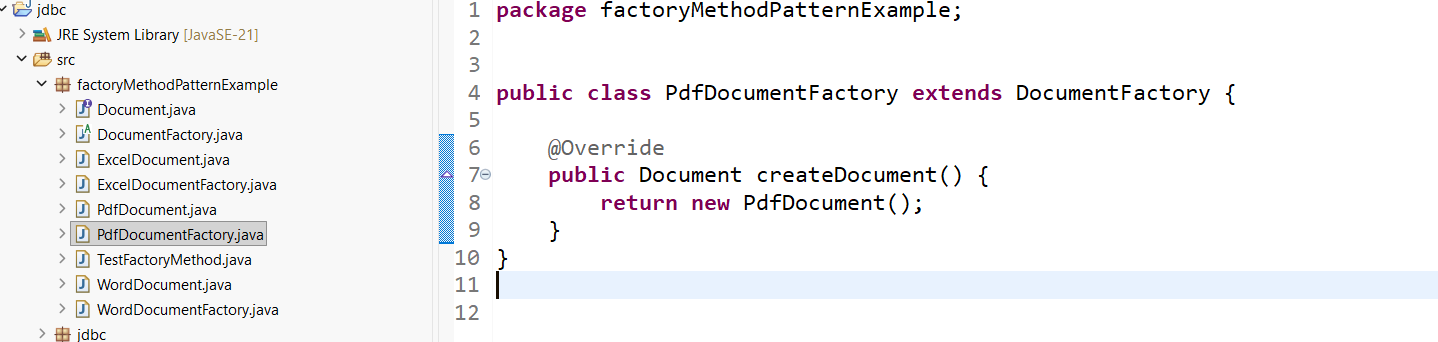 jdbc
JRE System Library [JavaSE-21]
src
factoryMethodPatternExample
Document.java
DocumentFactory.java
ExcelDocument.java
ExcelDocumentFactory.java
PdfDocument.java
PdfDocumentFactory.java
TestFactoryMethod.java
WordDocument.java
WordDocumentFactory.java
jdbc
1 package factoryMethodPatternExample;
2
3
4 public class PdfDocumentFactory extends DocumentFactory {
5
6     @Override
7     public Document createDocument() {
8         return new PdfDocument();
9     }
10 }
11
12